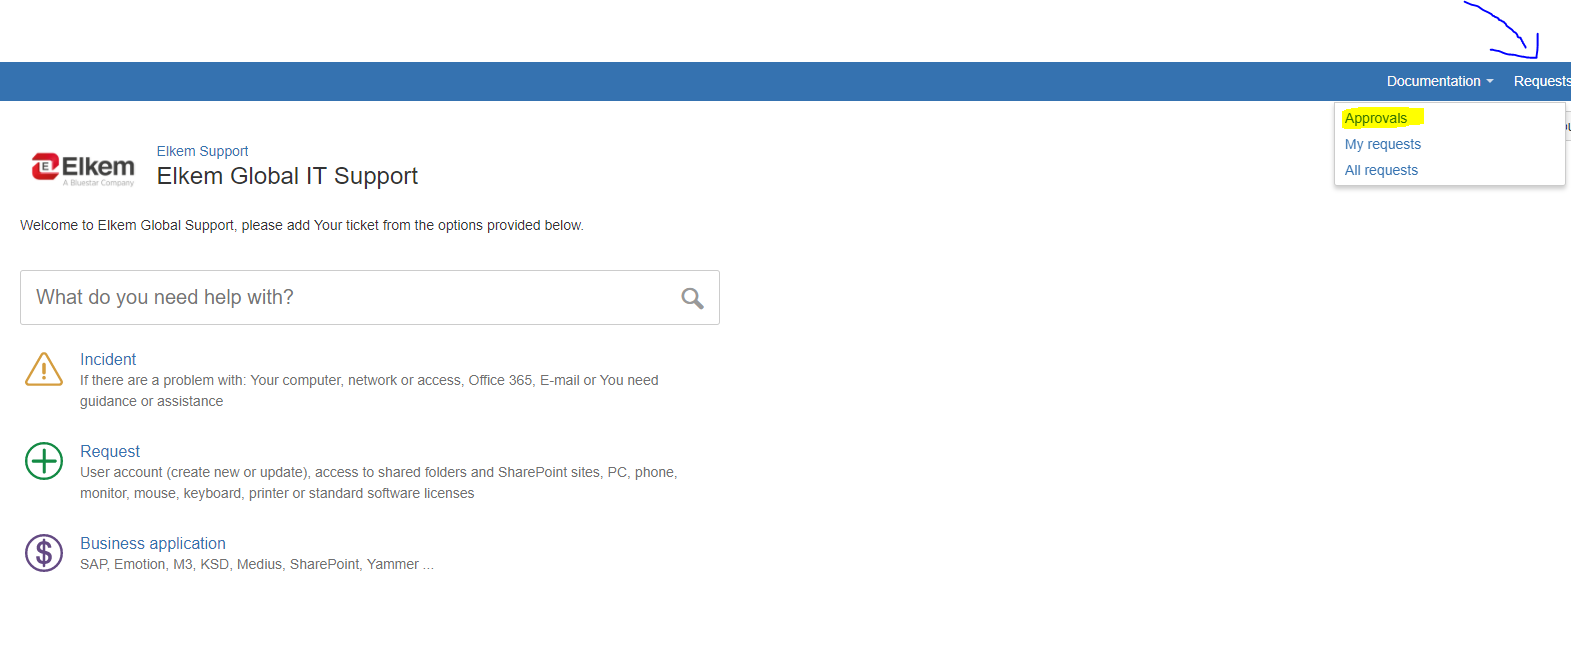 Documentation Requests
Approvals
My requests
All requests
Elkem
A Bluestar Company
Elkem Support
Elkem Global IT Support
Welcome to Elkem Global Support, please add Your ticket from the options provided below.
What do you need help with?
Incident
If there are a problem with: Your computer, network or access, Office 365, E-mail or You need
guidance or assistance
Request
User account (create new or update), access to shared folders and SharePoint sites, PC, phone,
monitor, mouse, keyboard, printer or standard software licenses
Business application
SAP, Emotion, M3, KSD, Medius, SharePoint, Yammer ...